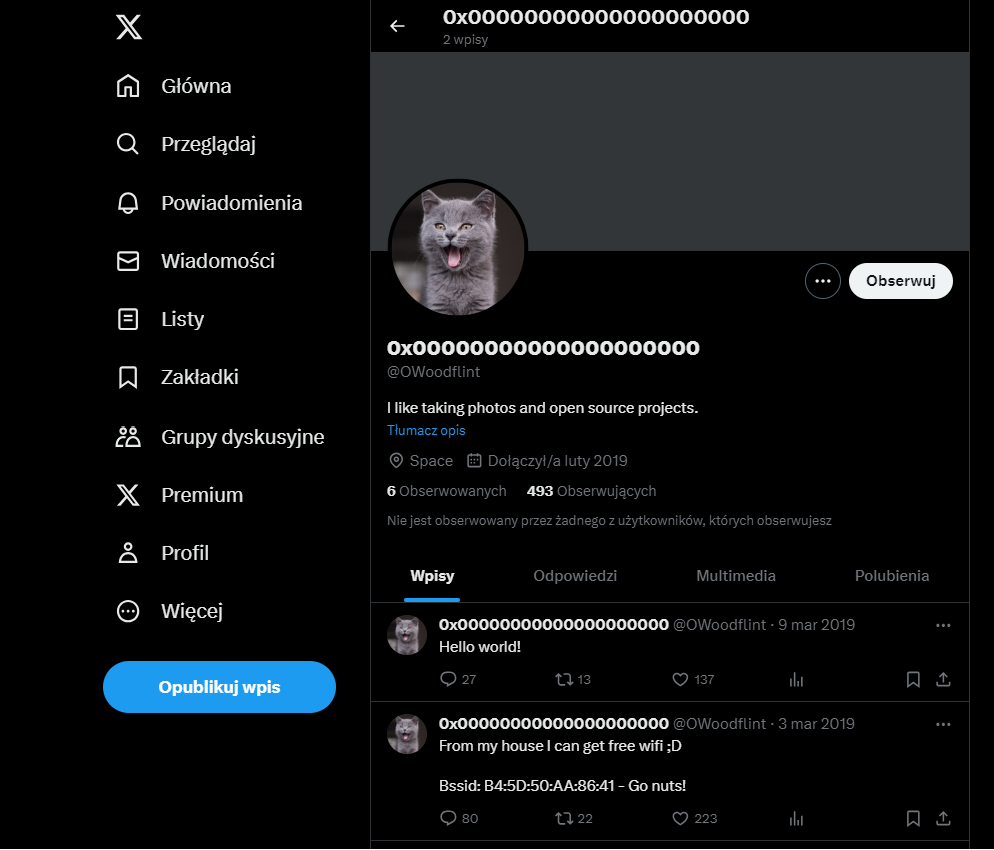 0x00000000000000000000
2 wpisy
Główna
Przeglądaj
Powiadomienia
Wiadomości
Listy
Zakładki
Grupy dyskusyjne
Premium
Profil
Więcej
Opublikuj wpis
Obserwuj
0x00000000000000000000
@OWoodflint
I like taking photos and open source projects.
Tłumacz opis
Space Dołączył/a luty 2019
6 Obserwowanych 493 Obserwujących
Nie jest obserwowany przez żadnego z użytkowników, których obserwujesz
Wpisy Odpowiedzi Multimedia Polubienia
0x00000000000000000000 @OWoodflint · 9 mar 2019
Hello world!
27 13 137
0x00000000000000000000 @OWoodflint · 3 mar 2019
From my house I can get free wifi ;D
Bssid: B4:5D:50:AA:86:41 - Go nuts!
80 22 223